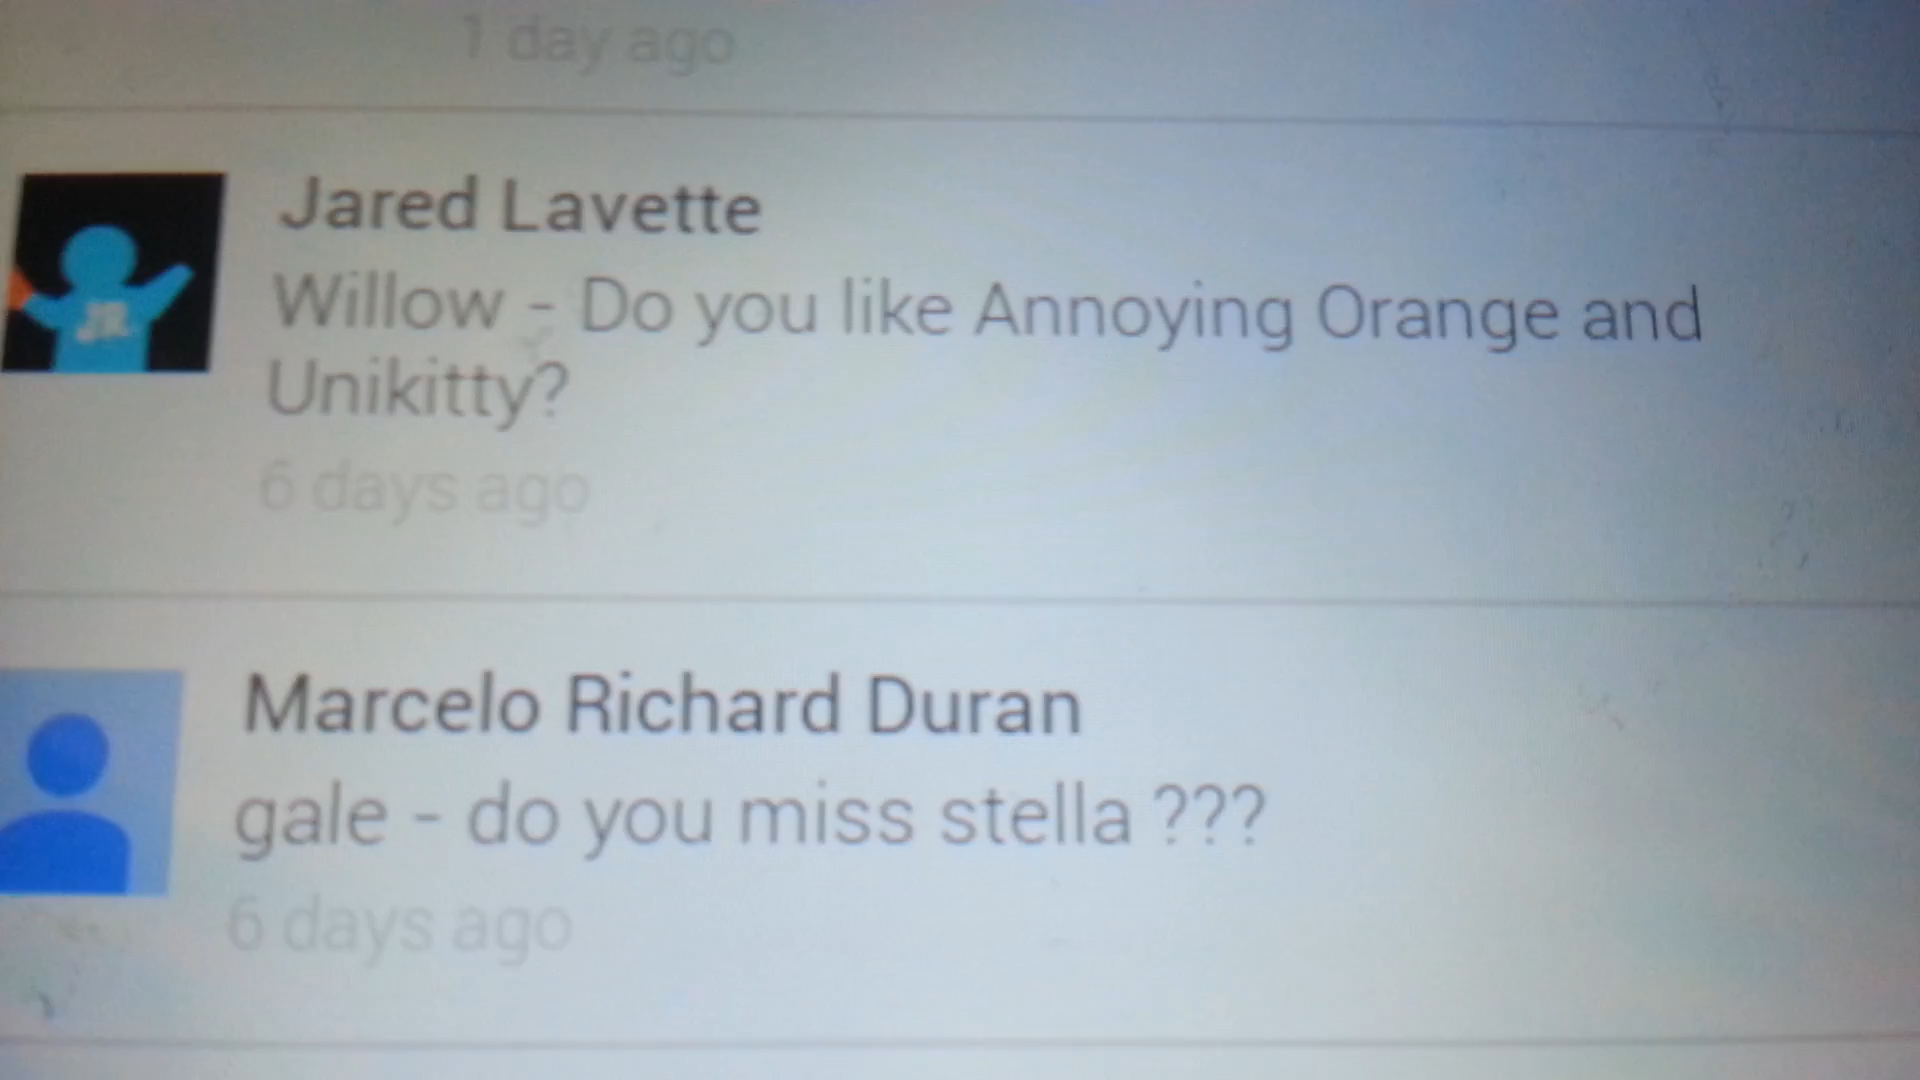 1 day ago
Jared Lavette
JR
Willow - Do you like Annoying Orange and
Unikitty?
6 days ago
Marcelo Richard Duran
gale - do you miss stella ???
6 days ago